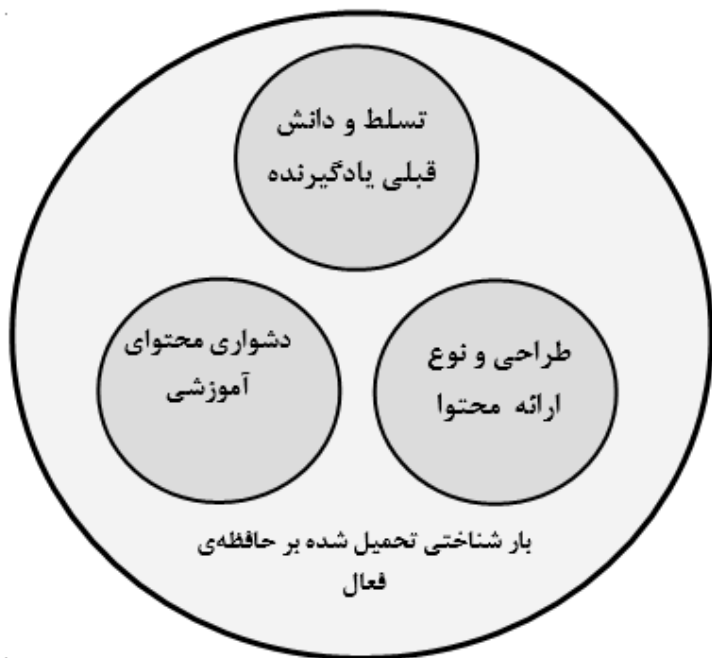 تسلط و دانش
قبلی یادگیرنده
دشواری محتوای
آموزشی
طراحی و نوع
ارائه محتوا
بار شناختی تحمیل شده بر حافظه‌ی
فعال